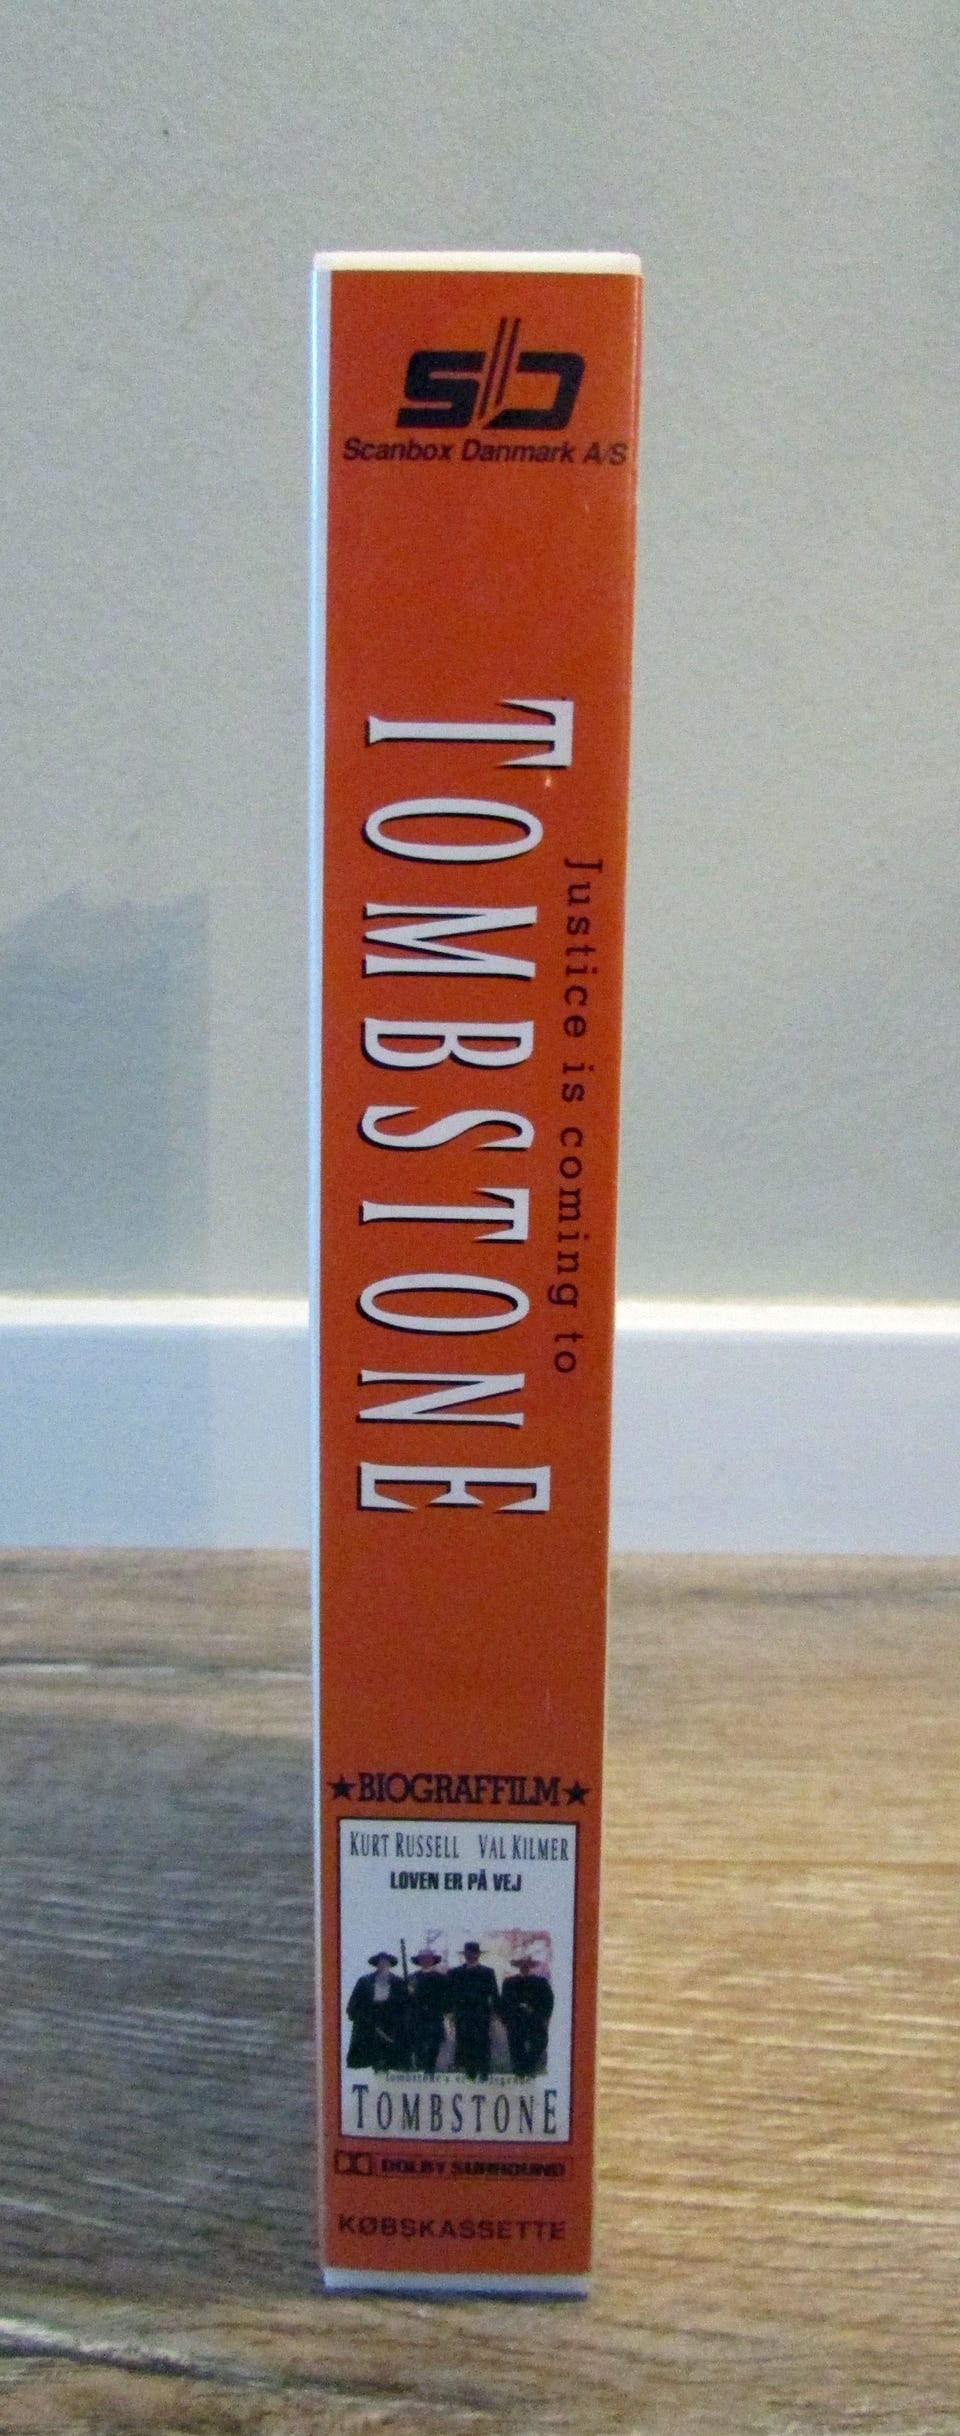 SD
Scanbox Danmark A/S
Justice is coming to
TOMBSTONE
★BIOGRAFFILM★
KURT RUSSELL VAL KILMER
LOVEN ER PÅ VEJ
TOMBSTONE
DOLBY SURROUND
KØBSKASSETTE